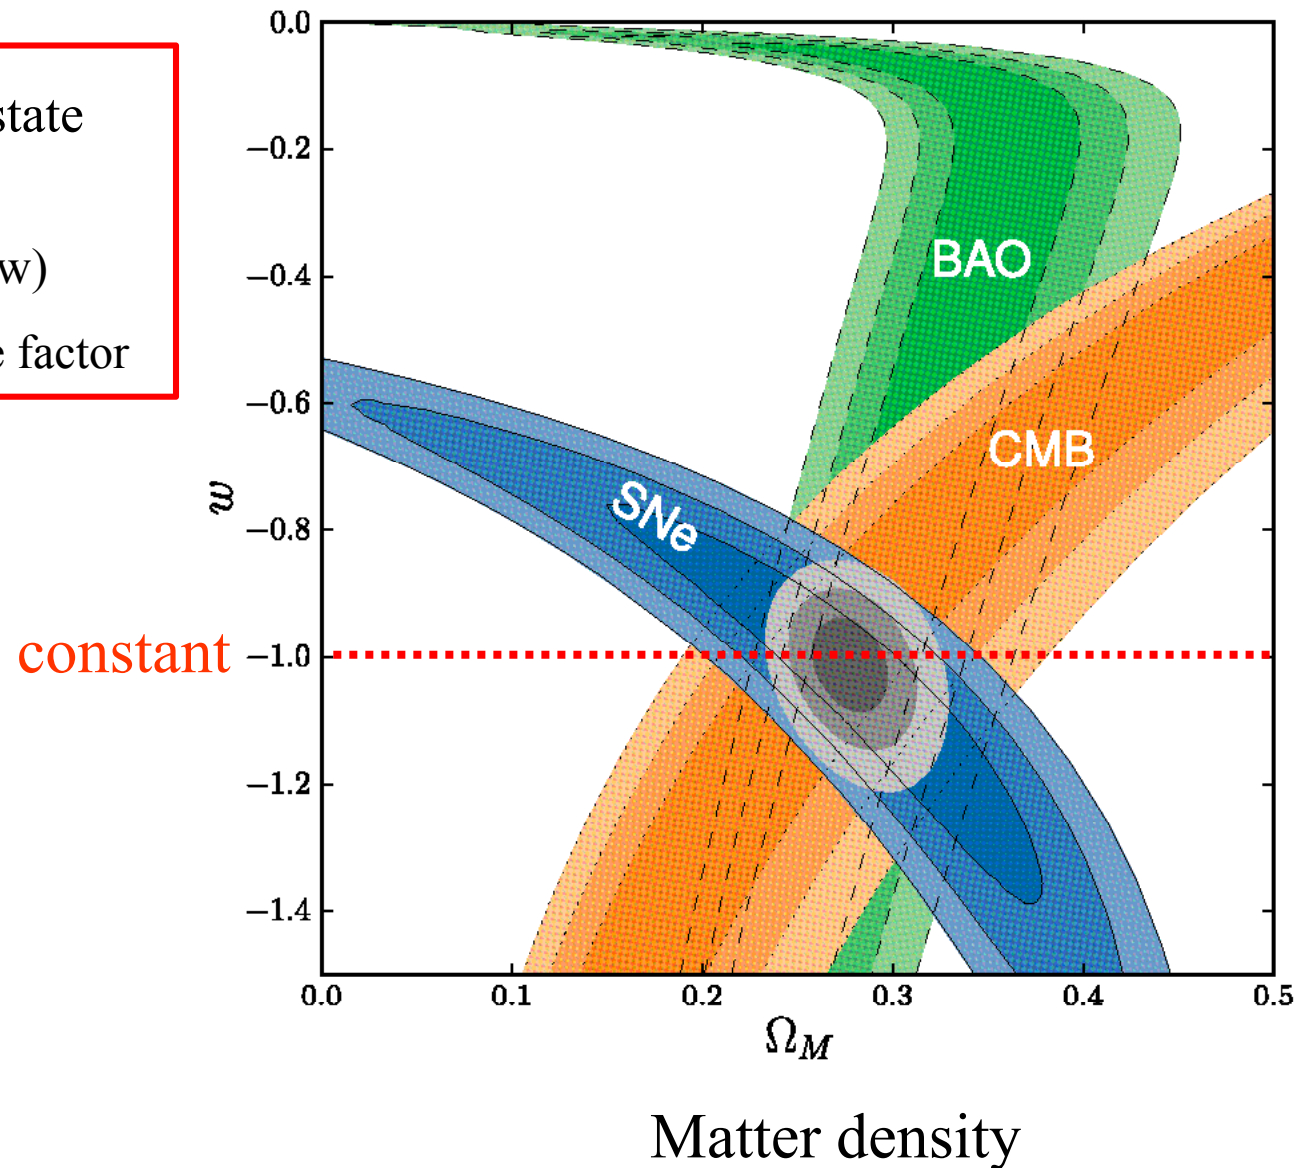 state
w)
e factor
0.0
−0.2
−0.4
−0.6
−0.8
−1.0
−1.2
−1.4
w
constant
BAO
CMB
SNe
0.0 0.1 0.2 0.3 0.4 0.5
Ω_M
Matter density